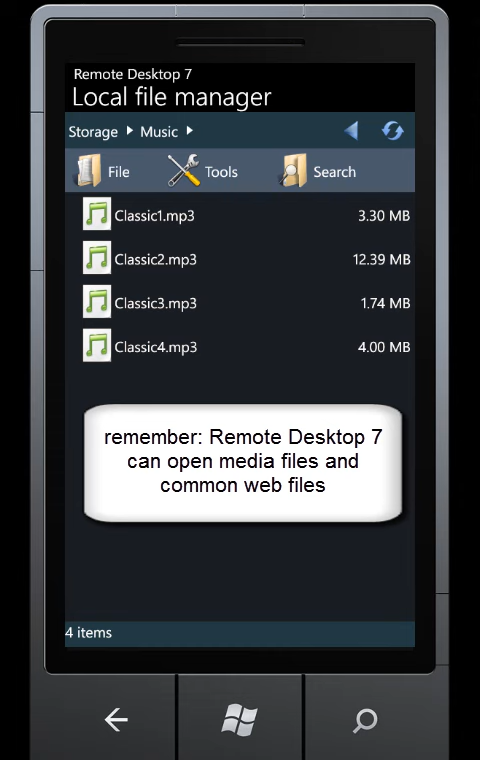 Remote Desktop 7
Local file manager
Storage Music
File Tools Search
Classic1.mp3 3.30 MB
Classic2.mp3 12.39 MB
Classic3.mp3 1.74 MB
Classic4.mp3 4.00 MB
remember: Remote Desktop 7
can open media files and
common web files
4 items